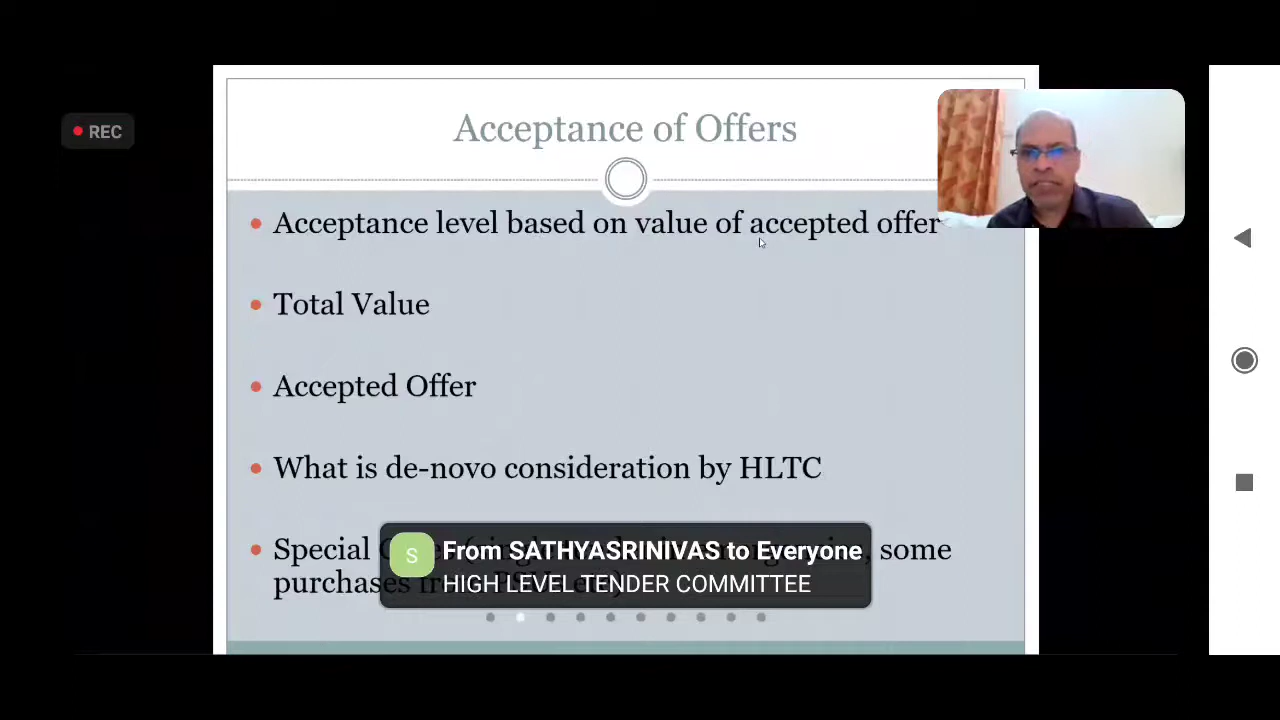 REC
Acceptance of Offers
Acceptance level based on value of accepted offer
Total Value
Accepted Offer
What is de-novo consideration by HLTC
Special some
purchases
S
From SATHYASRINIVAS to Everyone
HIGH LEVEL TENDER COMMITTEE